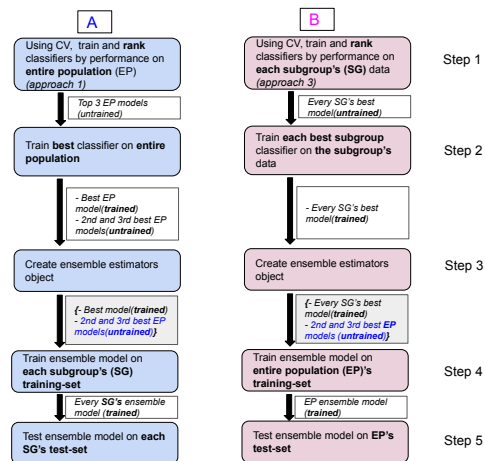 A
Using CV, train and rank
classifiers by performance on
entire population (EP)
(approach 1)
Top 3 EP models
(untrained)
Train best classifier on entire
population
- Best EP
model(trained)
- 2nd and 3rd best EP
models(untrained)
Create ensemble estimators
object
{- Best model(trained)
- 2nd and 3rd best EP
models(untrained)}
Train ensemble model on
each subgroup's (SG)
training-set
Every SG's ensemble
model (trained)
Test ensemble model on each
SG's test-set
B
Using CV, train and rank
classifiers by performance on
each subgroup's (SG) data
(approach 3)
Every SG's best
model(untrained)
Train each best subgroup
classifier on the subgroup's
data
- Every SG's best
model(trained)
Create ensemble estimators
object
{- Every SG's best
model(trained)
- 2nd and 3rd best EP
models (untrained)}
Train ensemble model on
entire population (EP)'s
training-set
EP ensemble model
(trained)
Test ensemble model on EP's
test-set
Step 1
Step 2
Step 3
Step 4
Step 5